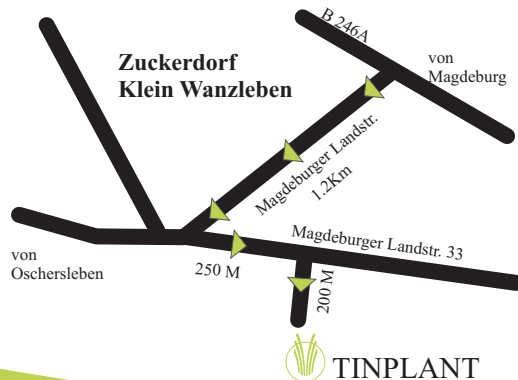 B 246A
Zuckerdorf
Klein Wanzleben
von
Magdeburg
Magdeburger Landstr.
1.2Km
Magdeburger Landstr. 33
von
Oschersleben
250 M
200 M
TINPLANT